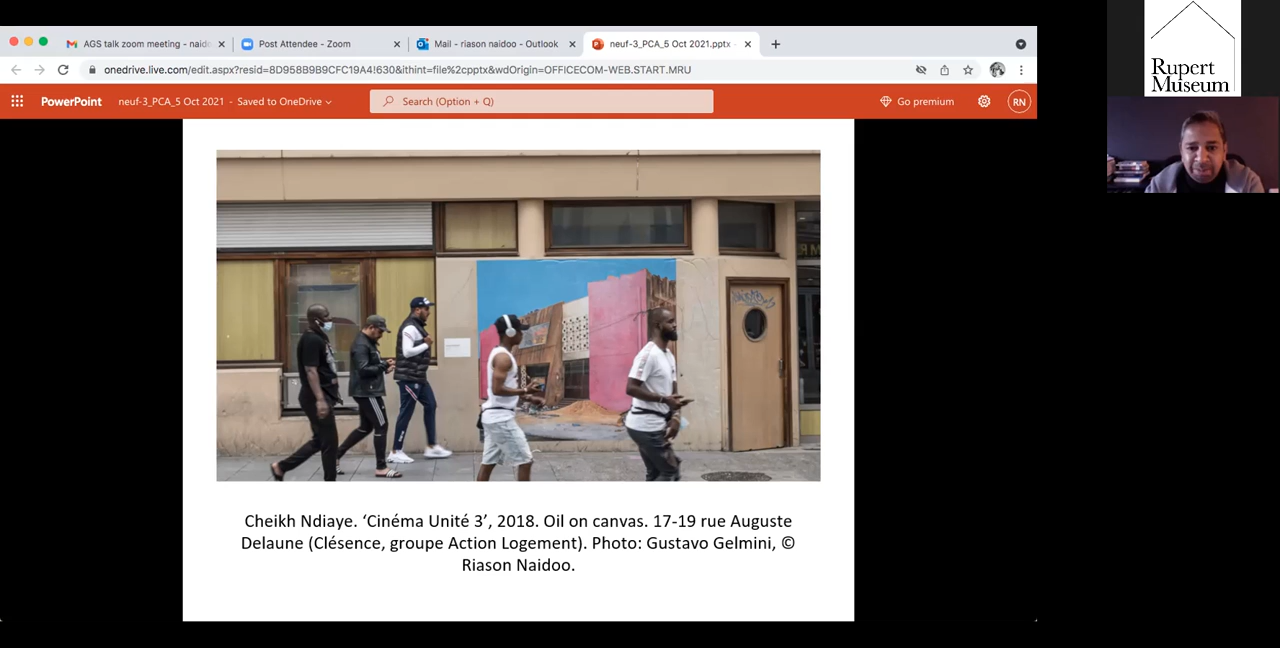 AGS talk zoom meeting - naido
Post Attendee - Zoom
Mail - riason naidoo - Outlook
neuf-3_PCA_5 Oct 2021.pptx -
onedrive.live.com/edit.aspx?resid=8D958B9B9CFC19A4!630&ithint=file%2cpptx&wdOrigin=OFFICECOM-WEB.START.MRU
PowerPoint
neuf-3_PCA_5 Oct 2021 - Saved to OneDrive
Search (Option + Q)
Go premium
RN
Cheikh Ndiaye. ‘Cinéma Unité 3’, 2018. Oil on canvas. 17-19 rue Auguste
Delaune (Clésence, groupe Action Logement). Photo: Gustavo Gelmini, ©
Riason Naidoo.
Rupert
Museum